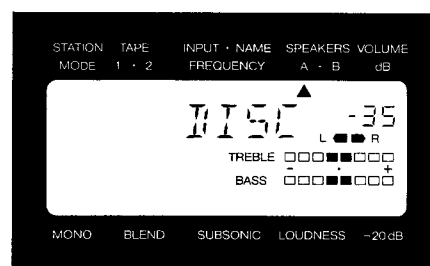 STATION TAPE INPUT · NAME SPEAKERS VOLUME
MODE 1 · 2 FREQUENCY A · B dB
DISC -35
L R
TREBLE
- · +
BASS
MONO BLEND SUBSONIC LOUDNESS -20dB